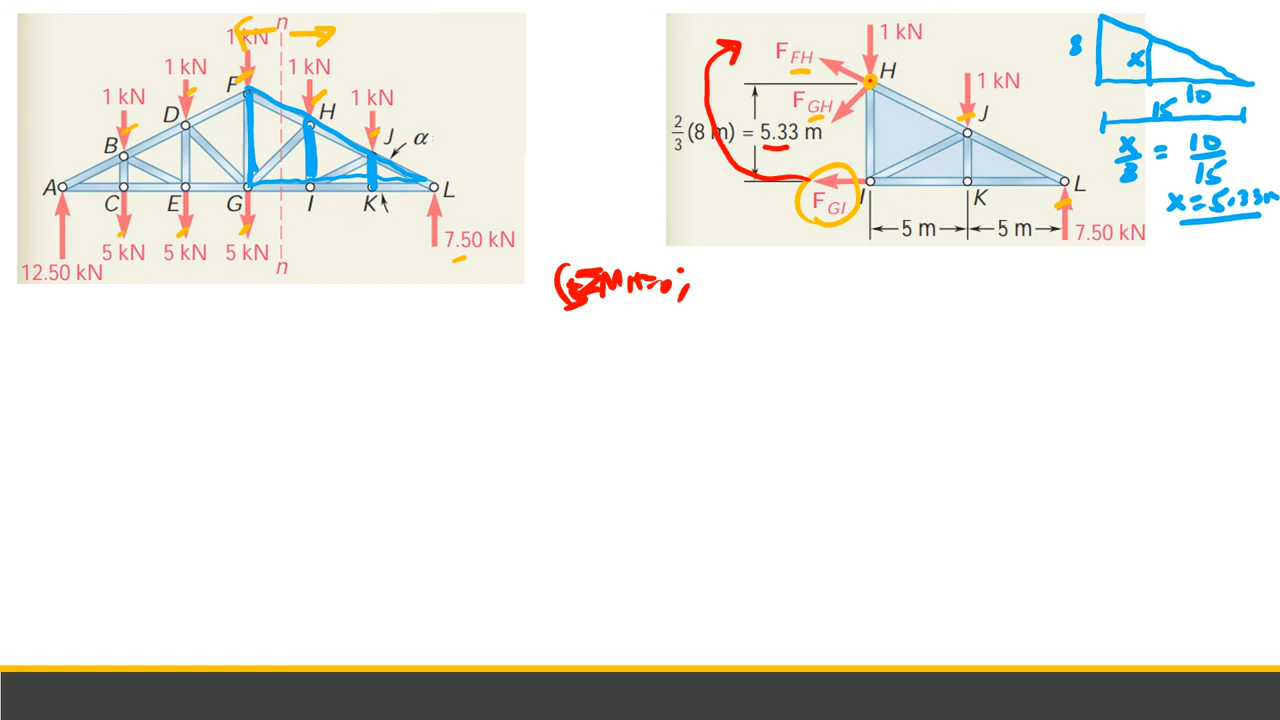 n
1 kN
1 kN
F
1 kN
1 kN
D
H
1 kN
B
J
α
A
L
C
E
G
I
K
5 kN
5 kN
5 kN
7.50 kN
12.50 kN
n
1 kN
F_FH
H
F_GH
1 kN
J
2/3 (8 m) = 5.33 m
F_GI
I
K
L
5 m
5 m
7.50 kN
8
x
10
15
x/8 = 10/15
x = 5.33m
ΣM_H=0;